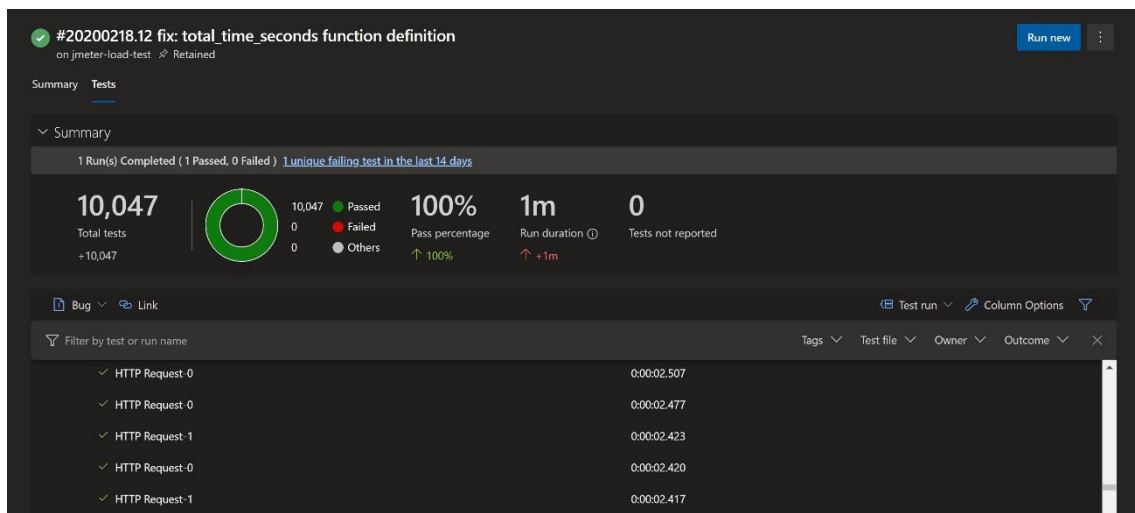 #20200218.12 fix: total_time_seconds function definition
on jmeter-load-test Retained
Run new
Summary Tests
Summary
1 Run(s) Completed ( 1 Passed, 0 Failed ) 1 unique failing test in the last 14 days
10,047
Total tests
+10,047
10,047 Passed
0 Failed
0 Others
100%
Pass percentage
100%
1m
Run duration
+1m
0
Tests not reported
Bug Link Test run Column Options
Filter by test or run name Tags Test file Owner Outcome
HTTP Request-0 0:00:02.507
HTTP Request-0 0:00:02.477
HTTP Request-1 0:00:02.423
HTTP Request-0 0:00:02.420
HTTP Request-1 0:00:02.417